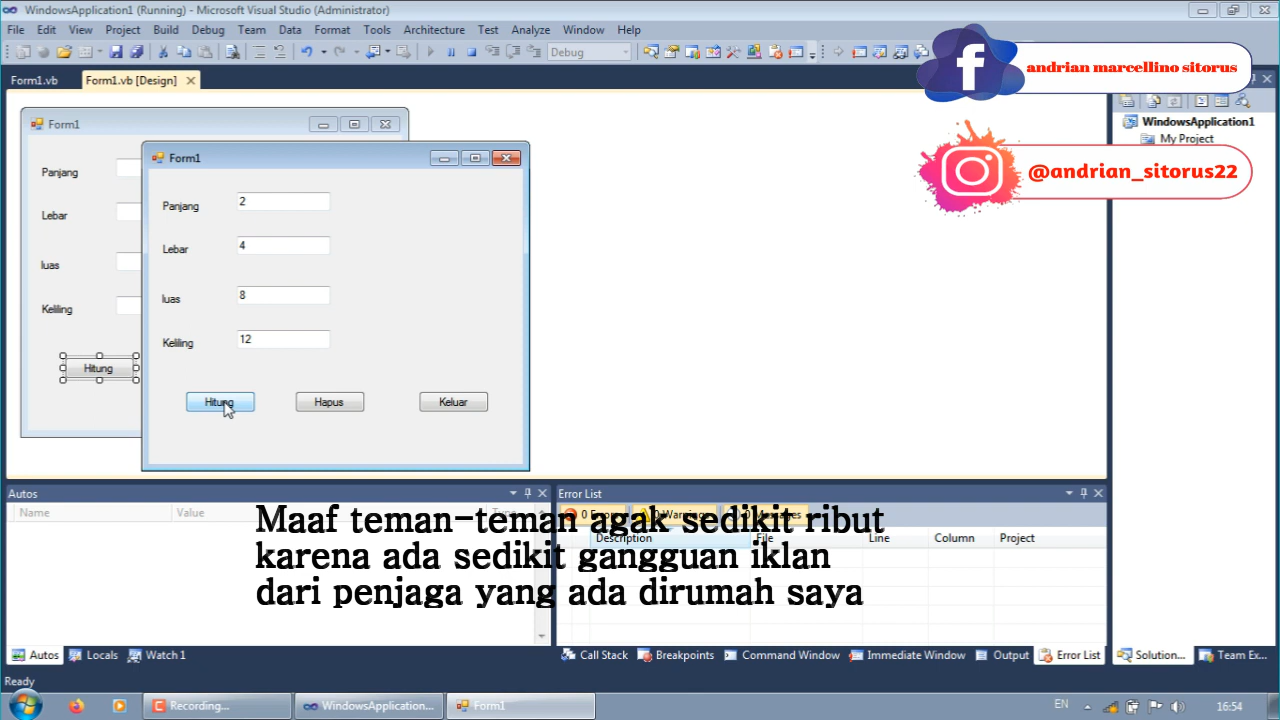 WindowsApplication1 (Running) - Microsoft Visual Studio (Administrator)
File Edit View Project Build Debug Team Data Format Tools Architecture Test Analyze Window Help
Debug
andrian marcellino sitorus
Form1.vb Form1.vb [Design]
WindowsApplication1
My Project
@andrian_sitorus22
Form1
Panjang
Lebar
luas
Keliling
Hitung
Form1
Panjang 2
Lebar 4
luas 8
Keliling 12
Hitung Hapus Keluar
Autos
Name Value
Error List
Description File Line Column Project
Maaf teman-teman agak sedikit ribut
karena ada sedikit gangguan iklan
dari penjaga yang ada dirumah saya
Autos Locals Watch 1
Call Stack Breakpoints Command Window Immediate Window Output Error List Solution... Team Ex...
Ready
Recording... WindowsApplication... Form1 EN 16:54